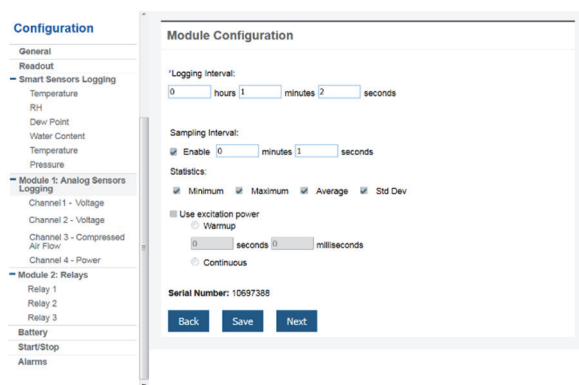 Configuration
General
Readout
Smart Sensors Logging
Temperature
RH
Dew Point
Water Content
Temperature
Pressure
Module 1: Analog Sensors
Logging
Channel1 - Voltage
Channel 2 - Voltage
Channel 3 - Compressed
Air Flow
Channel 4 - Power
Module 2: Relays
Relay 1
Relay 2
Relay 3
Battery
Start/Stop
Alarms
Module Configuration
*Logging Interval:
0 hours 1 minutes 2 seconds
Sampling Interval:
Enable 0 minutes 1 seconds
Statistics:
Minimum Maximum Average Std Dev
Use excitation power
Warmup
0 seconds 0 milliseconds
Continuous
Serial Number: 10697388
Back Save Next